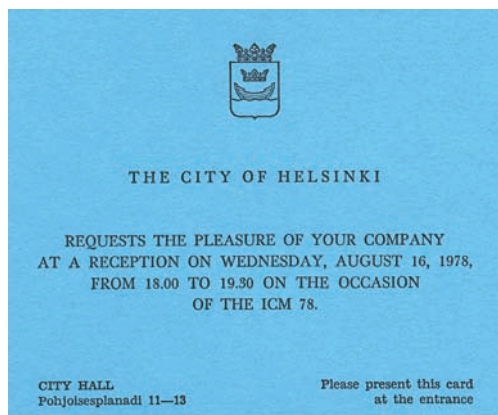 THE CITY OF HELSINKI
REQUESTS THE PLEASURE OF YOUR COMPANY
AT A RECEPTION ON WEDNESDAY, AUGUST 16, 1978,
FROM 18.00 TO 19.30 ON THE OCCASION
OF THE ICM 78.
CITY HALL
Pohjoisesplanadi 11—13
Please present this card
at the entrance